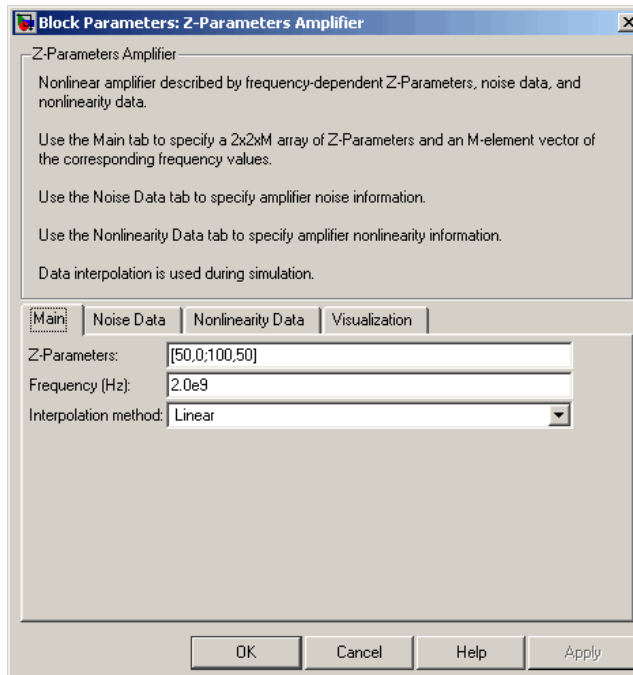 Block Parameters: Z-Parameters Amplifier
Z-Parameters Amplifier
Nonlinear amplifier described by frequency-dependent Z-Parameters, noise data, and
nonlinearity data.
Use the Main tab to specify a 2x2xM array of Z-Parameters and an M-element vector of
the corresponding frequency values.
Use the Noise Data tab to specify amplifier noise information.
Use the Nonlinearity Data tab to specify amplifier nonlinearity information.
Data interpolation is used during simulation.
Main Noise Data Nonlinearity Data Visualization
Z-Parameters: [50,0;100,50]
Frequency (Hz): 2.0e9
Interpolation method: Linear
OK Cancel Help Apply